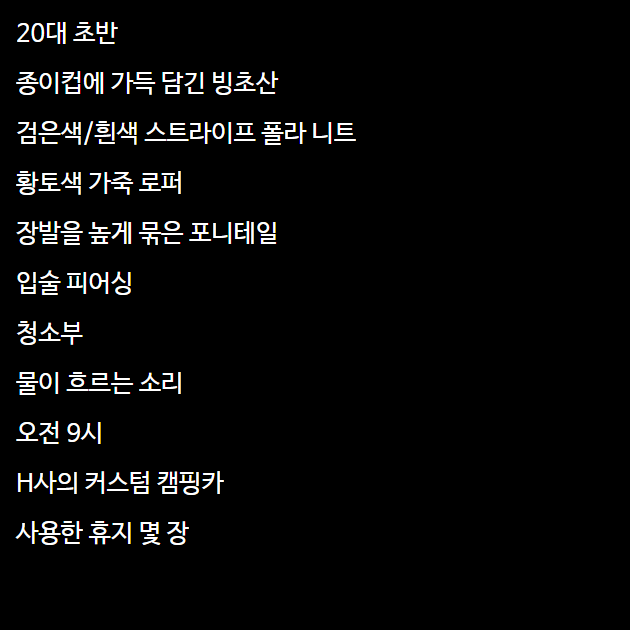 20대 초반
종이컵에 가득 담긴 빙초산
검은색/흰색 스트라이프 폴라 니트
황토색 가죽 로퍼
장발을 높게 묶은 포니테일
입술 피어싱
청소부
물이 흐르는 소리
오전 9시
H사의 커스텀 캠핑카
사용한 휴지 몇 장